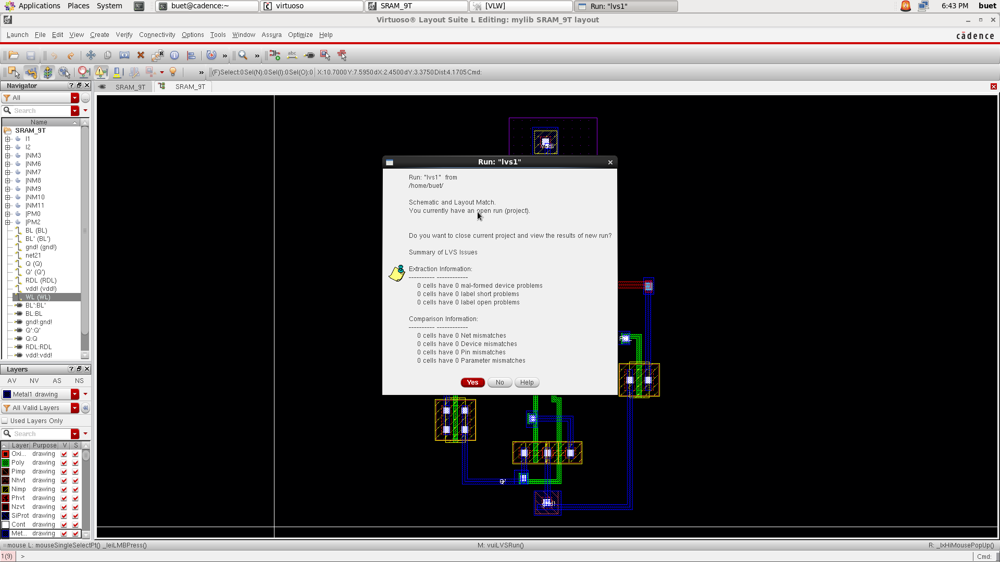 Applications Places System buet@cadence:~ virtuoso SRAM_9T [VLW] Run: "lvs1" 6:43 PM buet
Virtuoso® Layout Suite L Editing: mylib SRAM_9T layout
Launch File Edit View Create Verify Connectivity Options Tools Window Assura Optimize Help cādence
abc
(F)Select:0 Sel(N):0 Sel(I):0 Sel(O):0 X:10.7000 Y:7.5950 dX:2.4500 dY:3.3750 Dist:4.1705 Cmd:
Navigator
SRAM_9T SRAM_9T
All
Search
Name
SRAM_9T
I1
I2
|NM3
|NM6
|NM7
|NM8
|NM9
|NM10
|NM11
|PM0
|PM2
BL (BL)
BL' (BL')
gnd! (gnd!)
net21
Q (Q)
Q' (Q')
RDL (RDL)
vdd! (vdd!)
WL (WL)
BL':BL'
BL:BL
gnd!:gnd!
Q':Q'
Q:Q
RDL:RDL
vdd!:vdd!
Layers
AV NV AS NS
Metal1 drawing
All Valid Layers
Used Layers Only
Search
Layer Purpose V S
Oxi... drawing
Poly drawing
Pimp drawing
Nhvt drawing
Nimp drawing
Phvt drawing
Nzvt drawing
SiProt drawing
Cont drawing
Met... drawing
vdd!
Run: "lvs1"
Run: "lvs1" from
/home/buet/
Schematic and Layout Match.
You currently have an open run (project).
Do you want to close current project and view the results of new run?
Summary of LVS Issues
Extraction Information:
---------- ------------
0 cells have 0 mal-formed device problems
0 cells have 0 label short problems
0 cells have 0 label open problems
Comparison Information:
---------- ------------
0 cells have 0 Net mismatches
0 cells have 0 Device mismatches
0 cells have 0 Pin mismatches
0 cells have 0 Parameter mismatches
Yes No Help
Q'
gnd!
mouse L: mouseSingleSelectPt() _leiLMBPress() M: vuiLVSRun() R: _lxHiMousePopUp()
1(9) > Cmd: